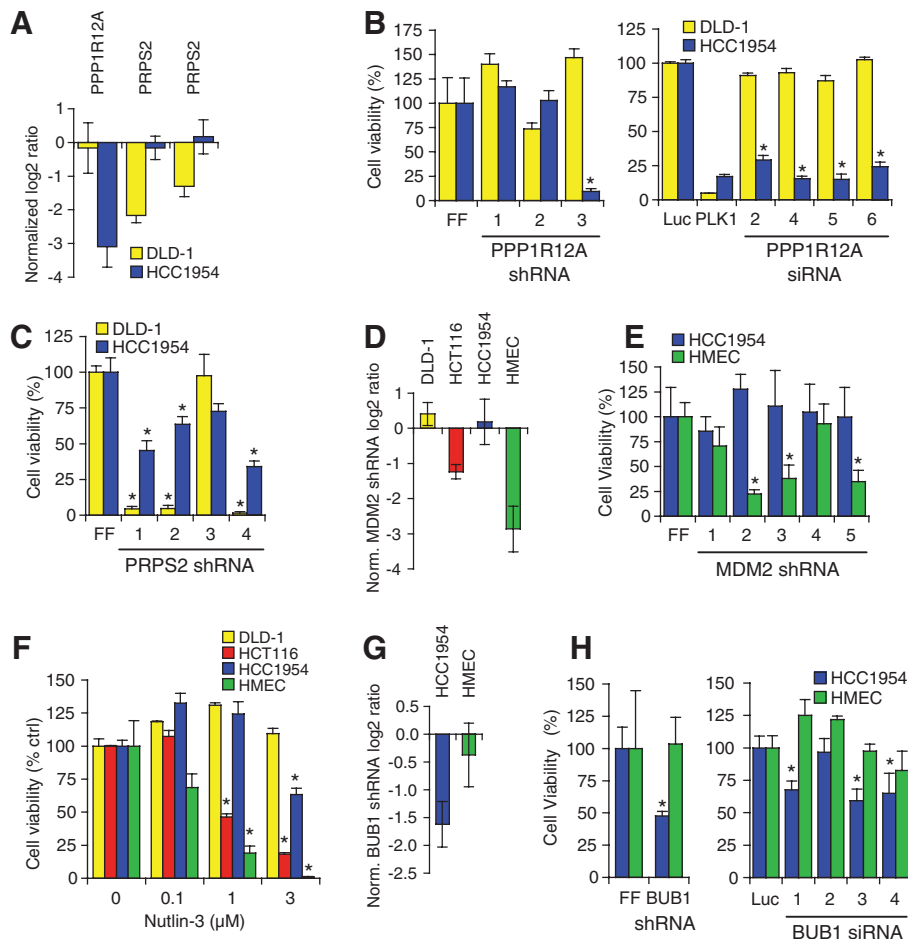 A
PPP1R12A
PRPS2
PRPS2
Normalized log2 ratio
1
0
-1
-2
-3
-4
DLD-1
HCC1954
B
Cell viability (%)
150
125
100
75
50
25
0
*
FF 1 2 3
PPP1R12A
shRNA
DLD-1
HCC1954
125
100
75
50
25
0
* * * *
Luc PLK1 2 4 5 6
PPP1R12A
siRNA
C
DLD-1
HCC1954
Cell viability (%)
125
100
75
50
25
0
* * * * * *
FF 1 2 3 4
PRPS2 shRNA
D
DLD-1
HCT116
HCC1954
HMEC
Norm. MDM2 shRNA log2 ratio
1
0
-1
-2
-3
-4
E
HCC1954
HMEC
Cell Viability (%)
150
125
100
75
50
25
0
* * *
FF 1 2 3 4 5
MDM2 shRNA
F
DLD-1
HCT116
HCC1954
HMEC
Cell viability (% ctrl)
150
125
100
75
50
25
0
* * * * *
0 0.1 1 3
Nutlin-3 (µM)
G
HCC1954
HMEC
Norm. BUB1 shRNA log2 ratio
0.5
0.0
-0.5
-1.0
-1.5
-2.0
-2.5
H
Cell Viability (%)
150
125
100
75
50
25
0
*
FF BUB1
shRNA
HCC1954
HMEC
150
125
100
75
50
25
0
* * *
Luc 1 2 3 4
BUB1 siRNA